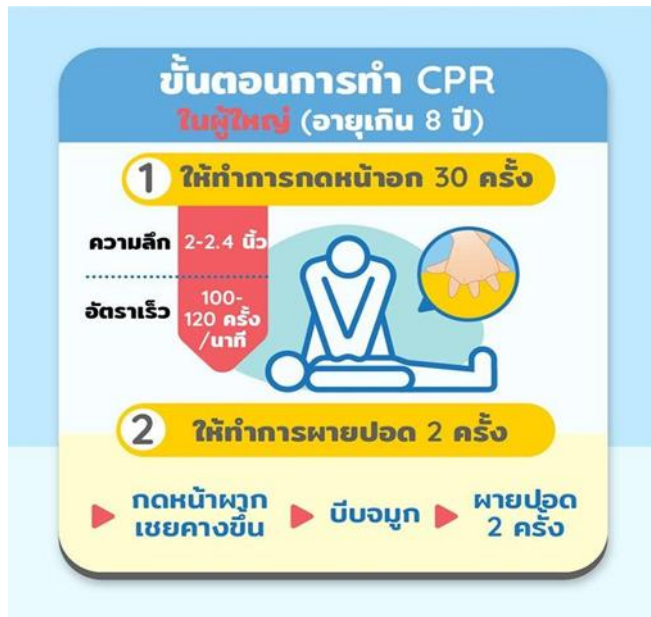 ขั้นตอนการทำ CPR
ในผู้ใหญ่ (อายุเกิน 8 ปี)
1 ให้ทำการกดหน้าอก 30 ครั้ง
ความลึก 2-2.4 นิ้ว
อัตราเร็ว 100-
120 ครั้ง
/นาที
2 ให้ทำการผายปอด 2 ครั้ง
กดหน้าผาก
เชยคางขึ้น
บีบจมูก
ผายปอด
2 ครั้ง